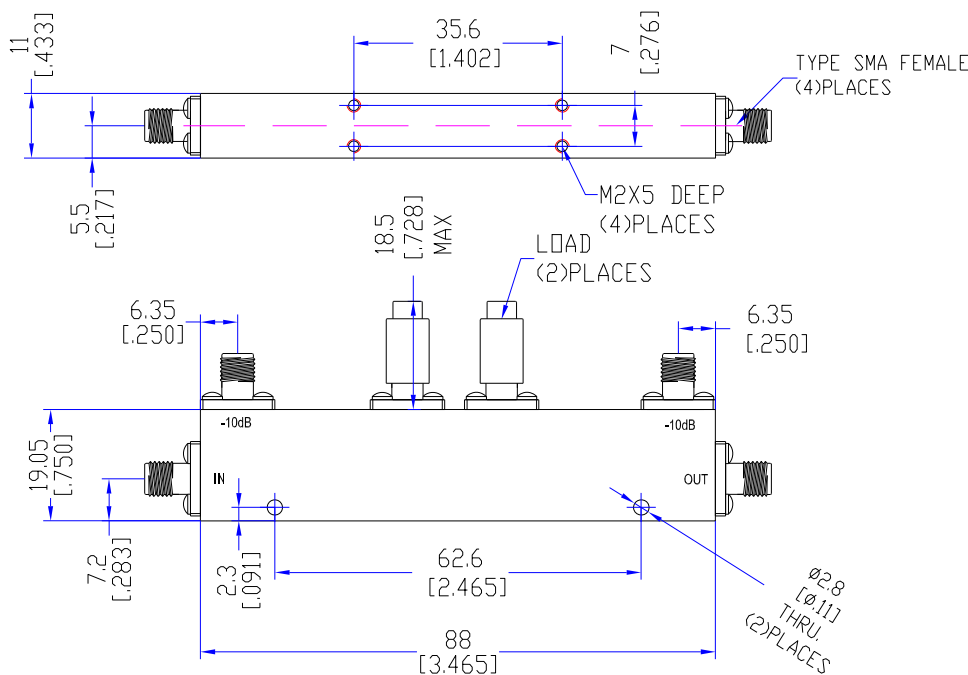 35.6
[1.402]
7
[.276]
11
[.433]
TYPE SMA FEMALE
(4)PLACES
5.5
[.217]
M2X5 DEEP
(4)PLACES
18.5
[.728]
MAX
LOAD
(2)PLACES
6.35
[.250]
6.35
[.250]
-10dB
-10dB
19.05
[.750]
IN
OUT
7.2
[.283]
2.3
[.091]
62.6
[2.465]
ø2.8
[ø.11]
THRU.
(2)PLACES
88
[3.465]